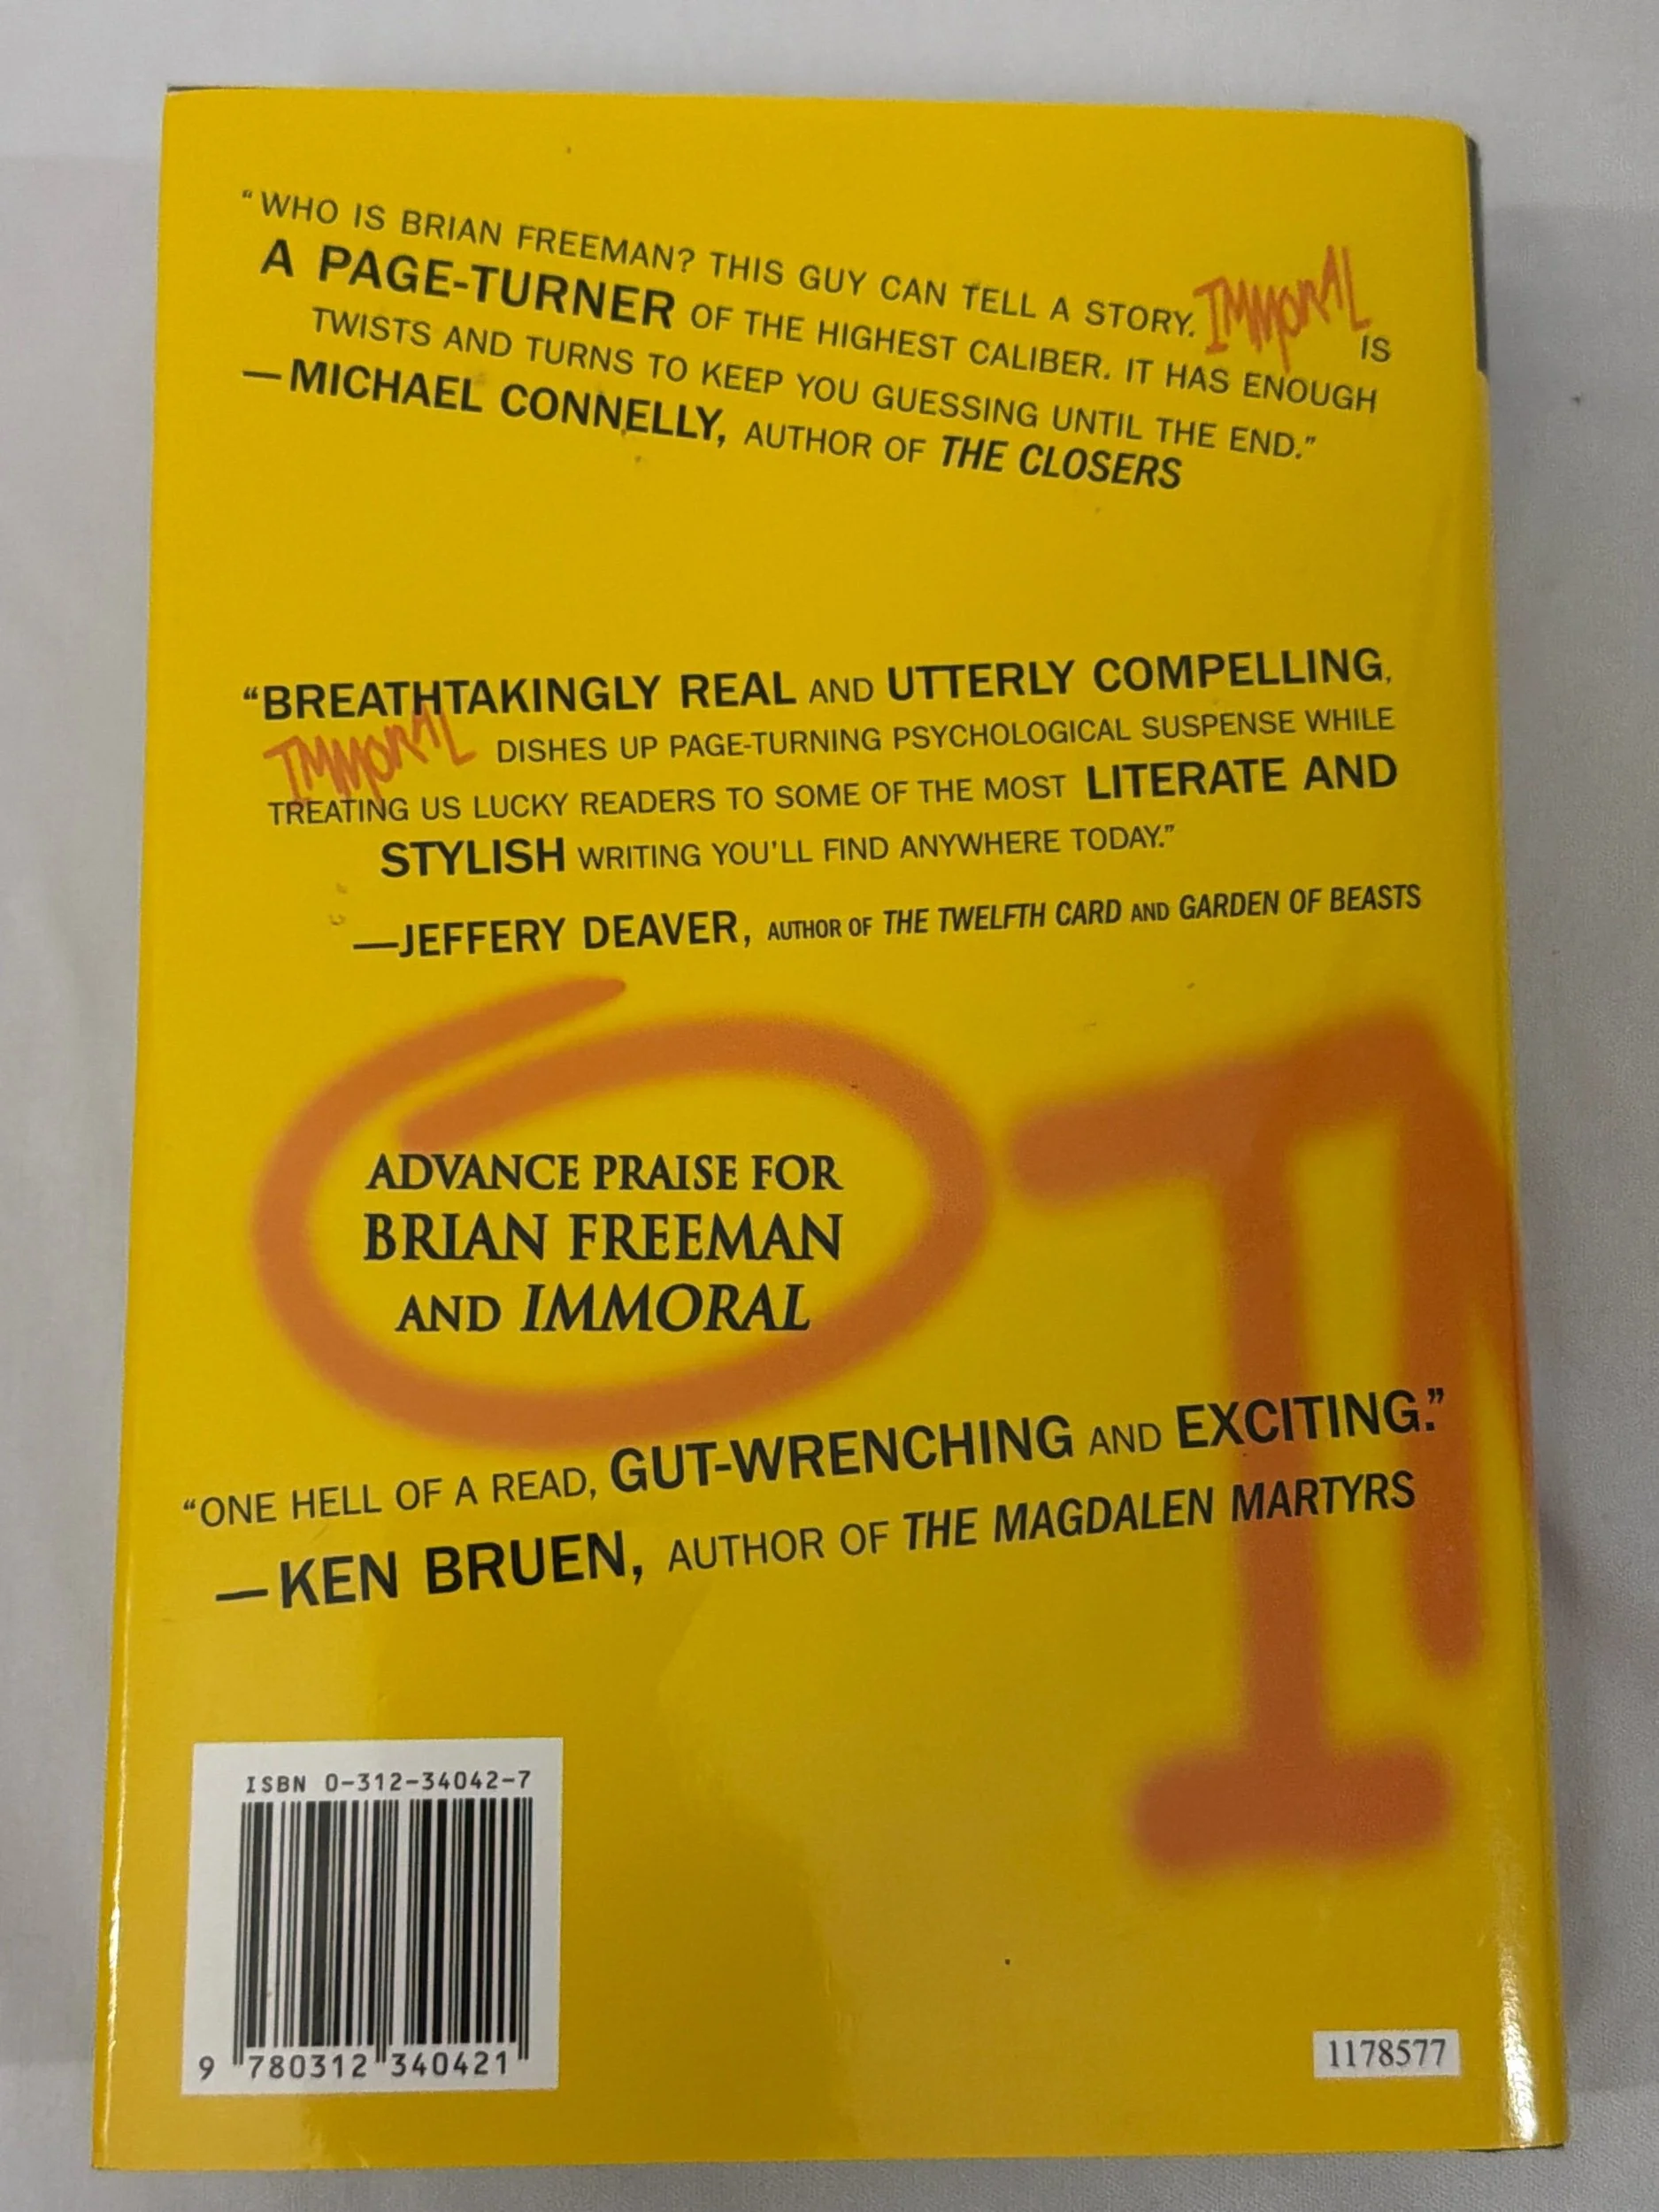 “WHO IS BRIAN FREEMAN? THIS GUY CAN TELL A STORY. IMMORAL IS
A PAGE-TURNER OF THE HIGHEST CALIBER. IT HAS ENOUGH
TWISTS AND TURNS TO KEEP YOU GUESSING UNTIL THE END.”
—MICHAEL CONNELLY, AUTHOR OF THE CLOSERS
“BREATHTAKINGLY REAL AND UTTERLY COMPELLING,
IMMORAL DISHES UP PAGE-TURNING PSYCHOLOGICAL SUSPENSE WHILE
TREATING US LUCKY READERS TO SOME OF THE MOST LITERATE AND
STYLISH WRITING YOU’LL FIND ANYWHERE TODAY.”
—JEFFERY DEAVER, AUTHOR OF THE TWELFTH CARD AND GARDEN OF BEASTS
ADVANCE PRAISE FOR
BRIAN FREEMAN
AND IMMORAL
“ONE HELL OF A READ, GUT-WRENCHING AND EXCITING.”
—KEN BRUEN, AUTHOR OF THE MAGDALEN MARTYRS
ISBN 0-312-34042-7
9 780312 340421
1178577